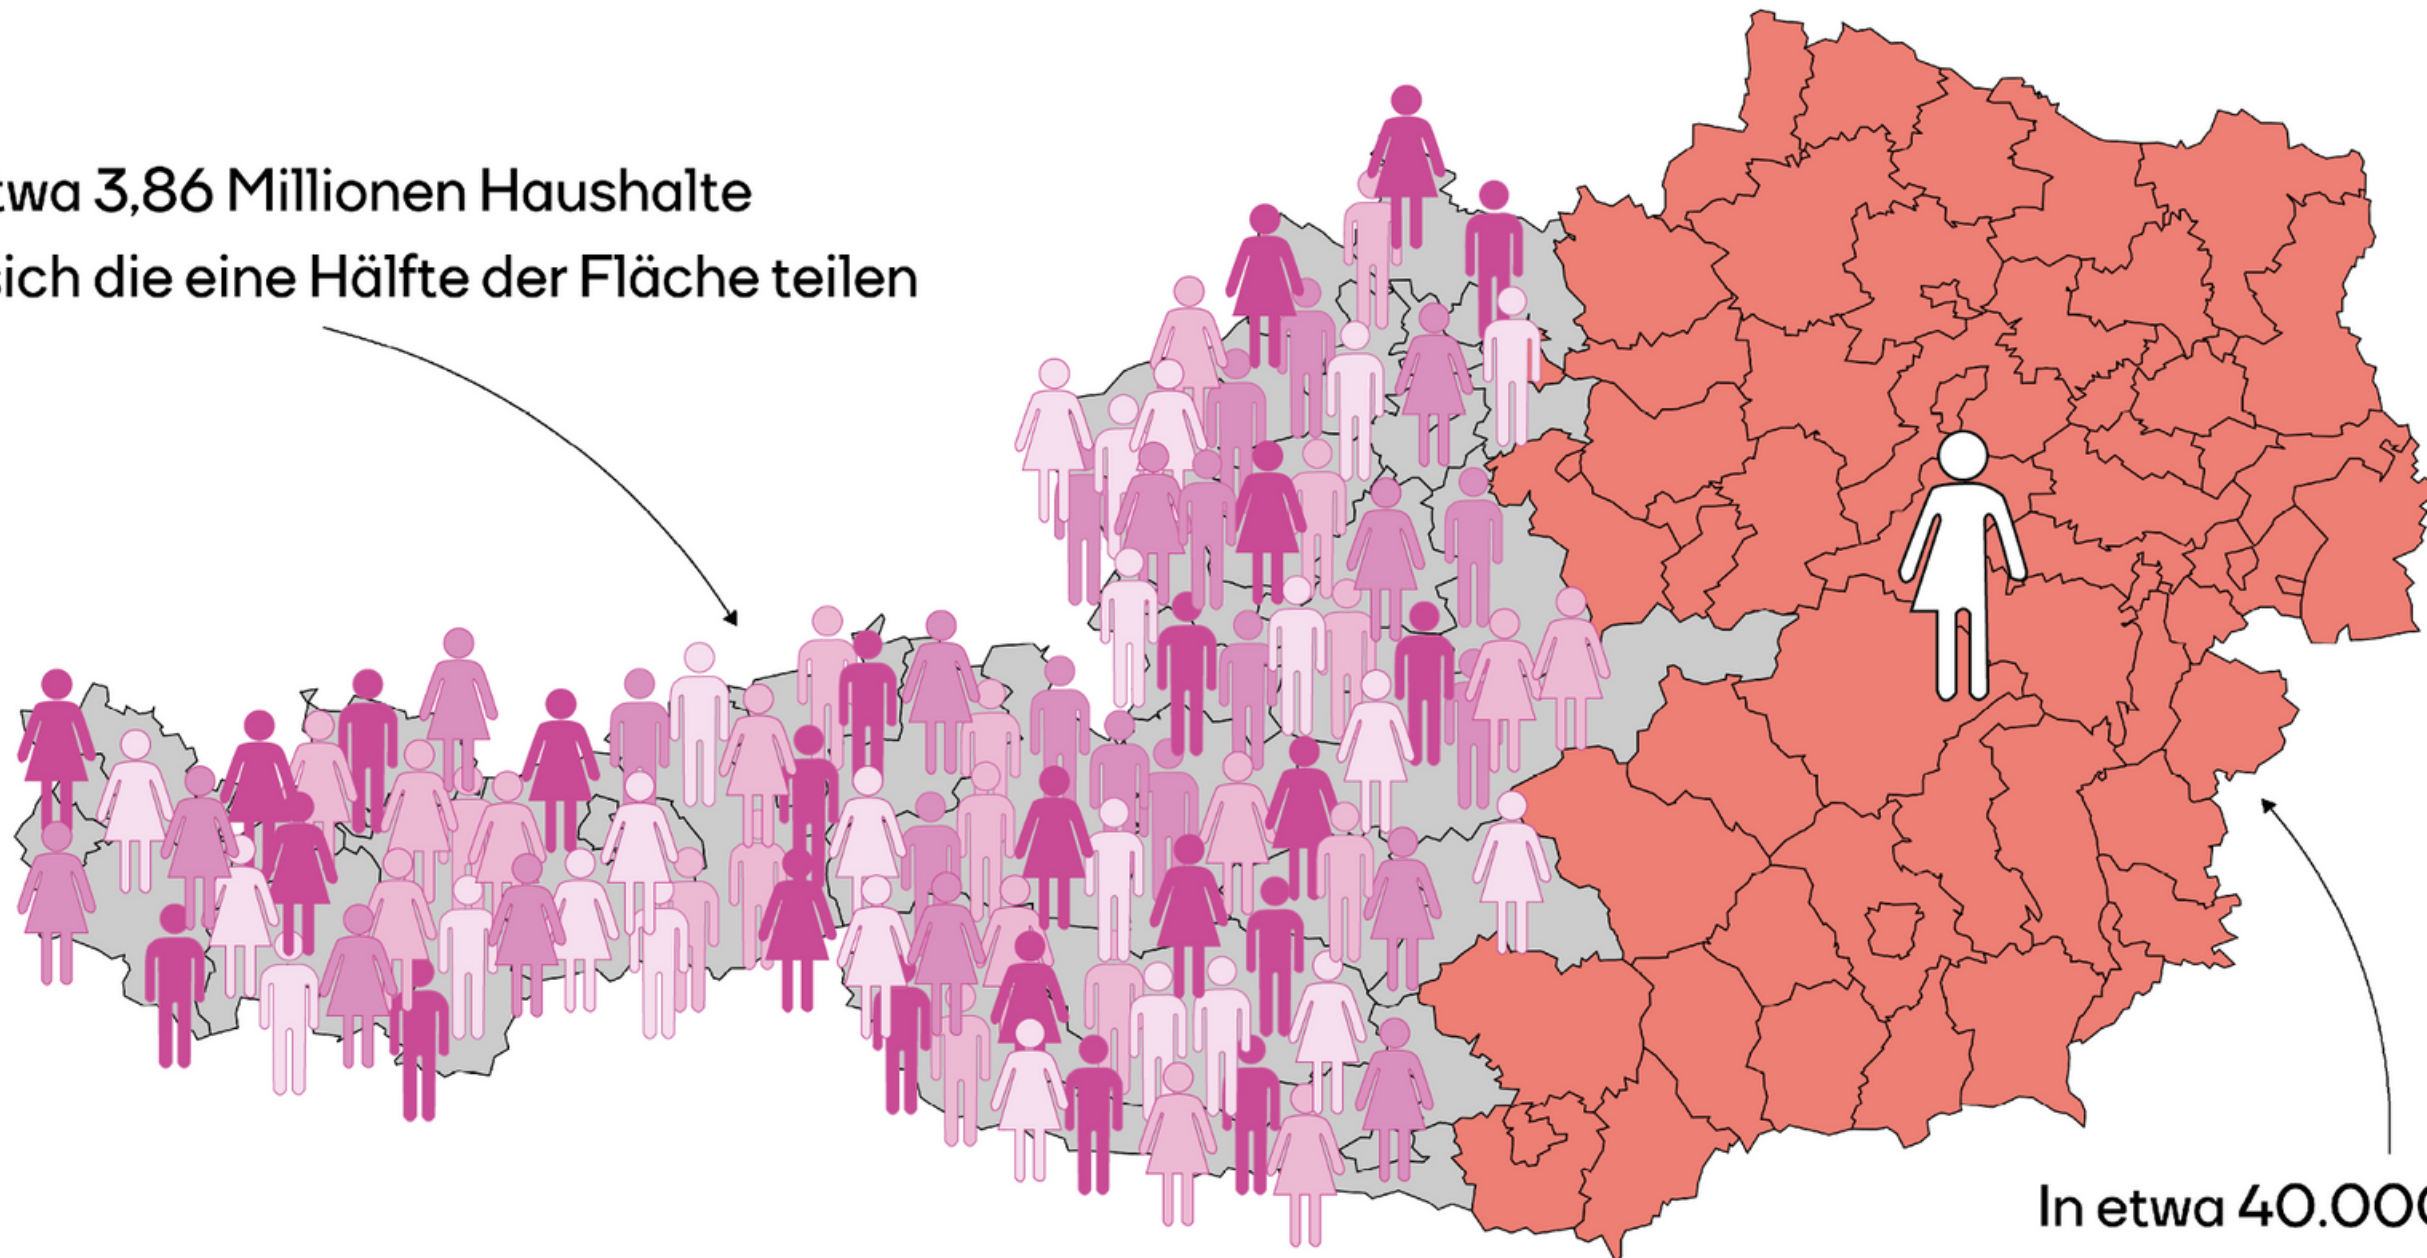 twa 3,86 Millionen Haushalte
sich die eine Hälfte der Fläche teilen
In etwa 40.000